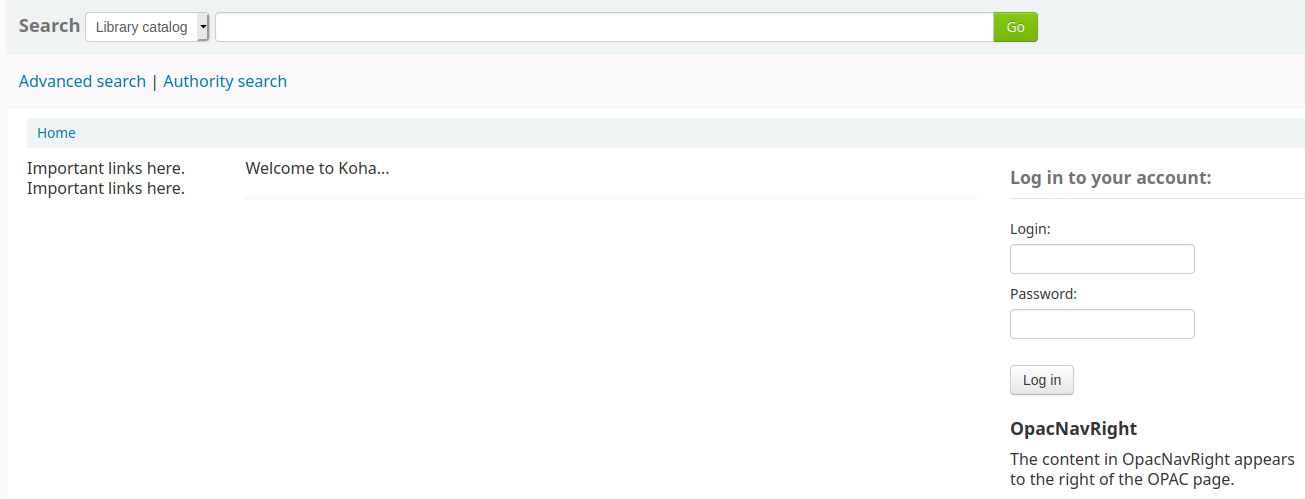 Search Library catalog Go
Advanced search | Authority search
Home
Important links here.
Important links here.
Welcome to Koha...
Log in to your account:
Login:
Password:
Log in
OpacNavRight
The content in OpacNavRight appears
to the right of the OPAC page.